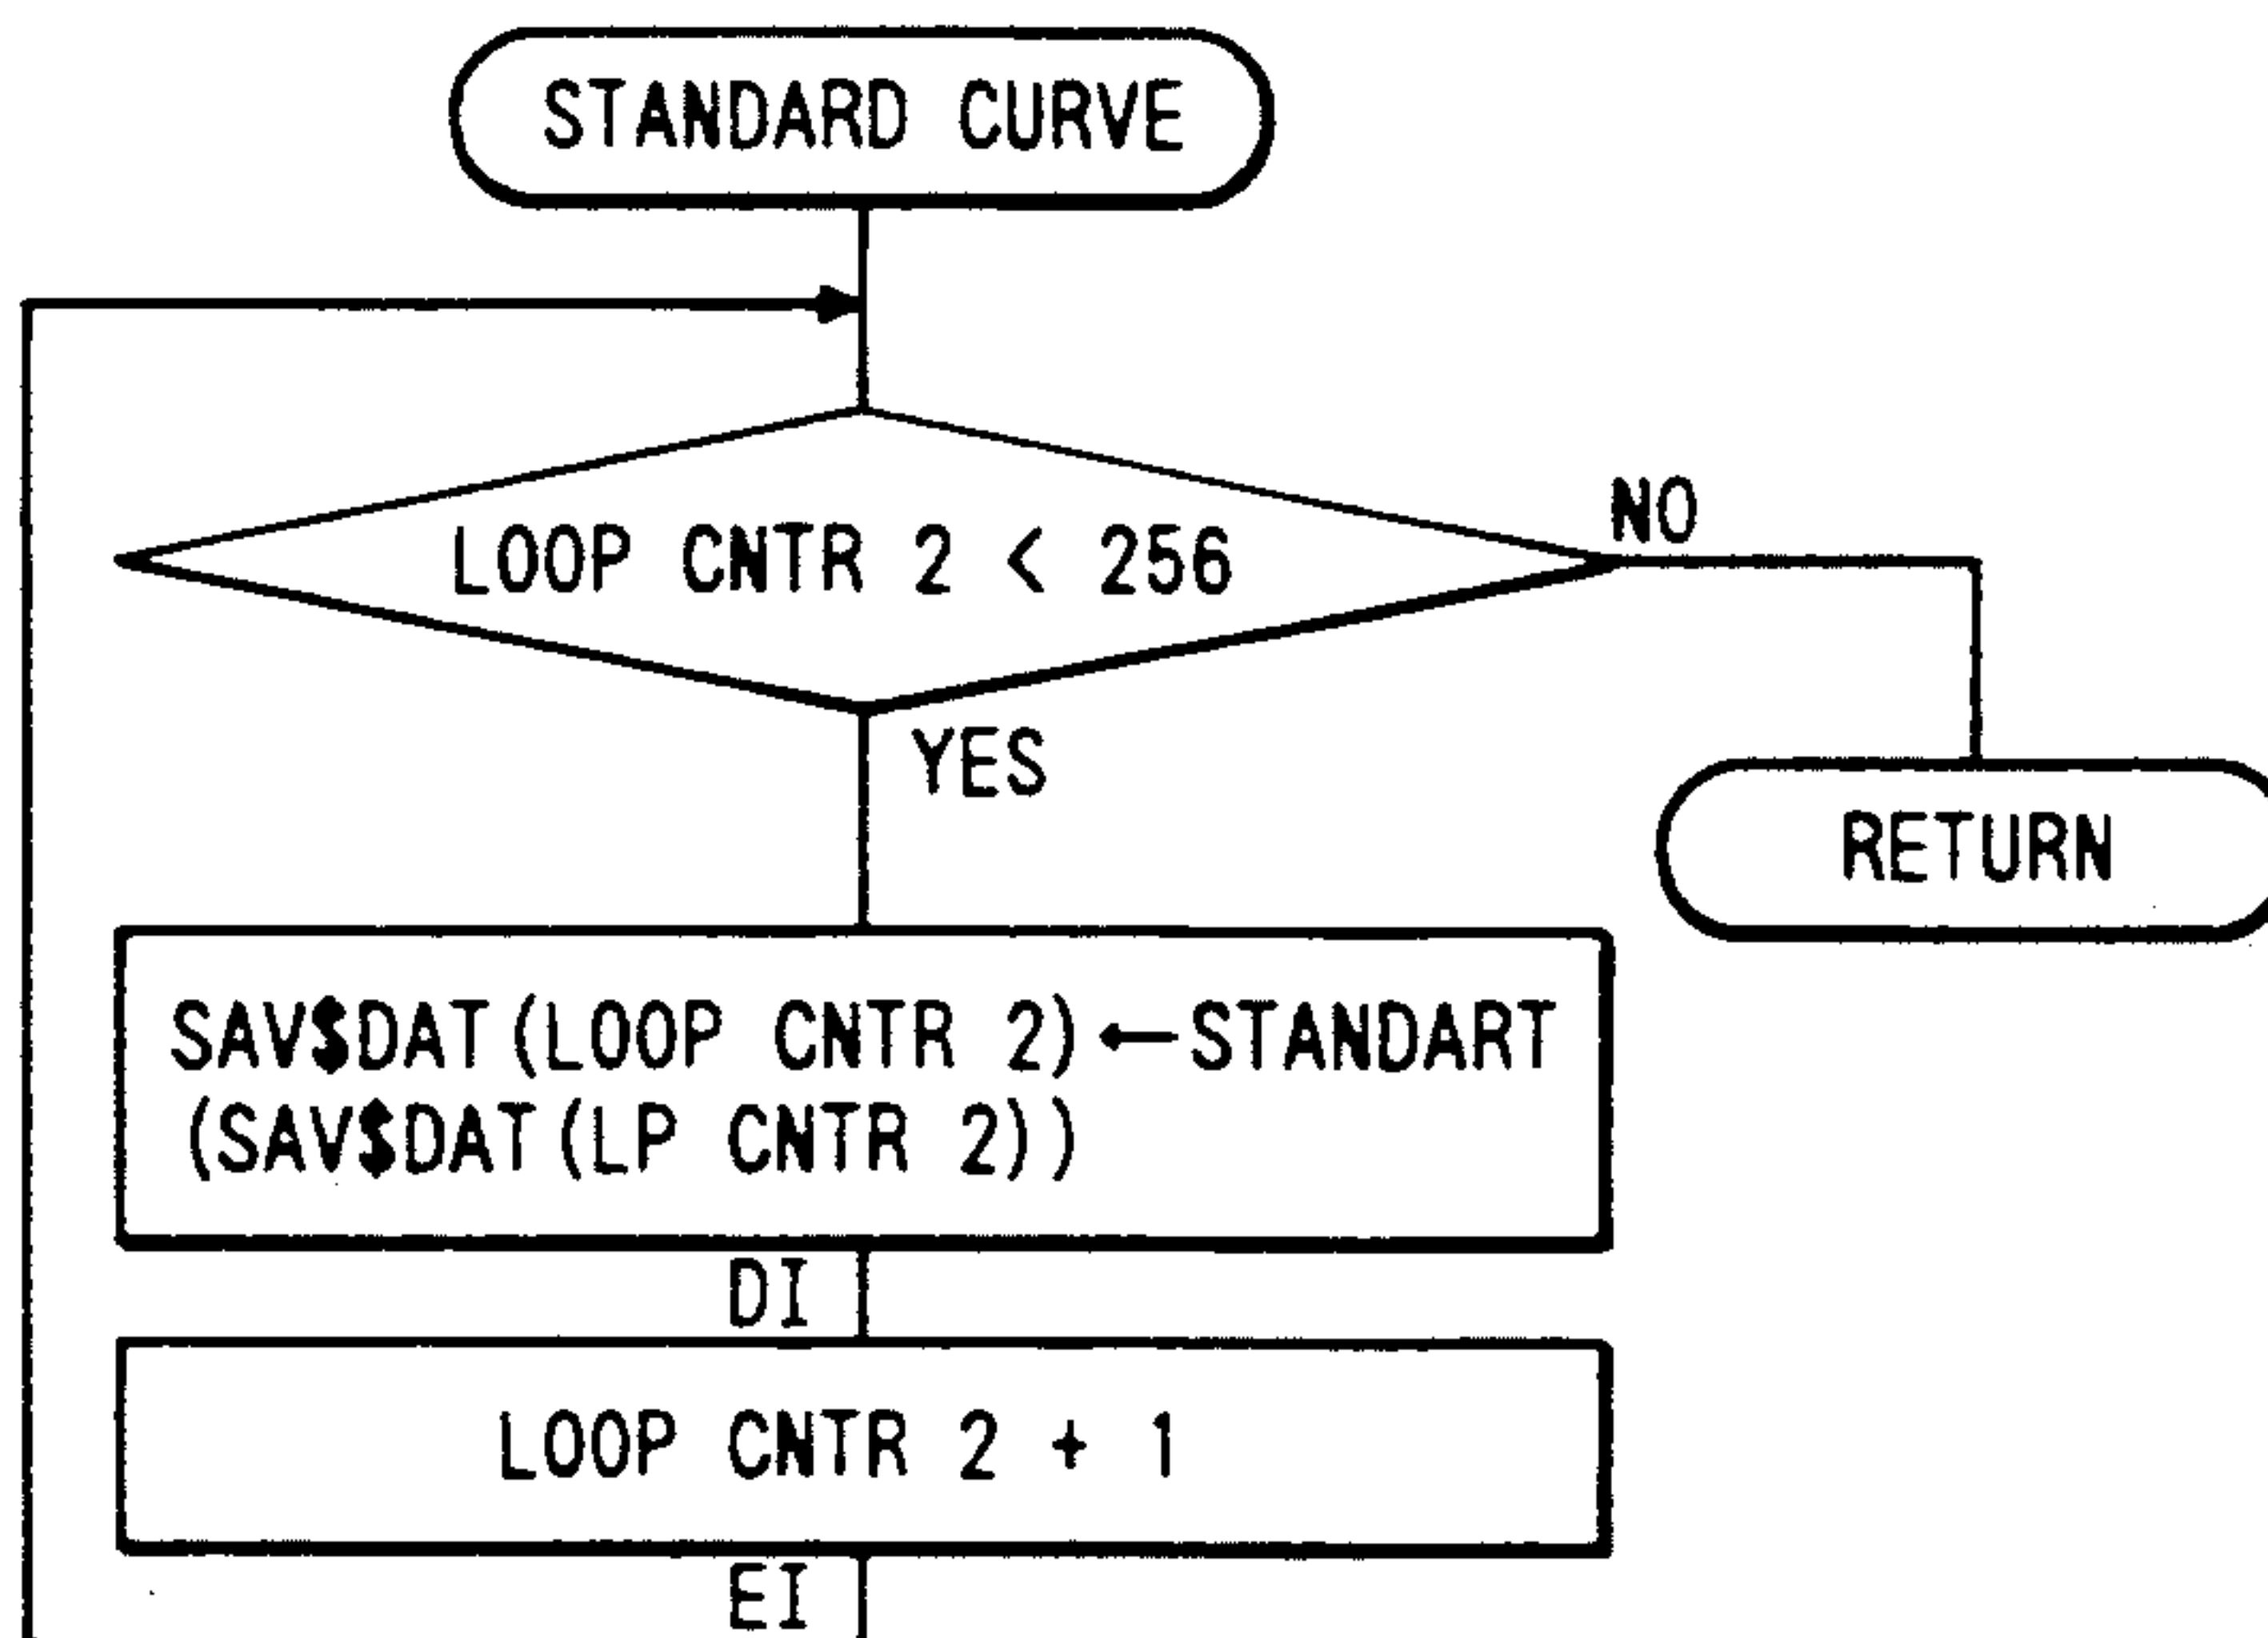 STANDARD CURVE
LOOP CNTR 2 < 256
NO
YES
RETURN
SAV$DAT(LOOP CNTR 2)←STANDART
(SAV$DAT(LP CNTR 2))
DI
LOOP CNTR 2 + 1
EI